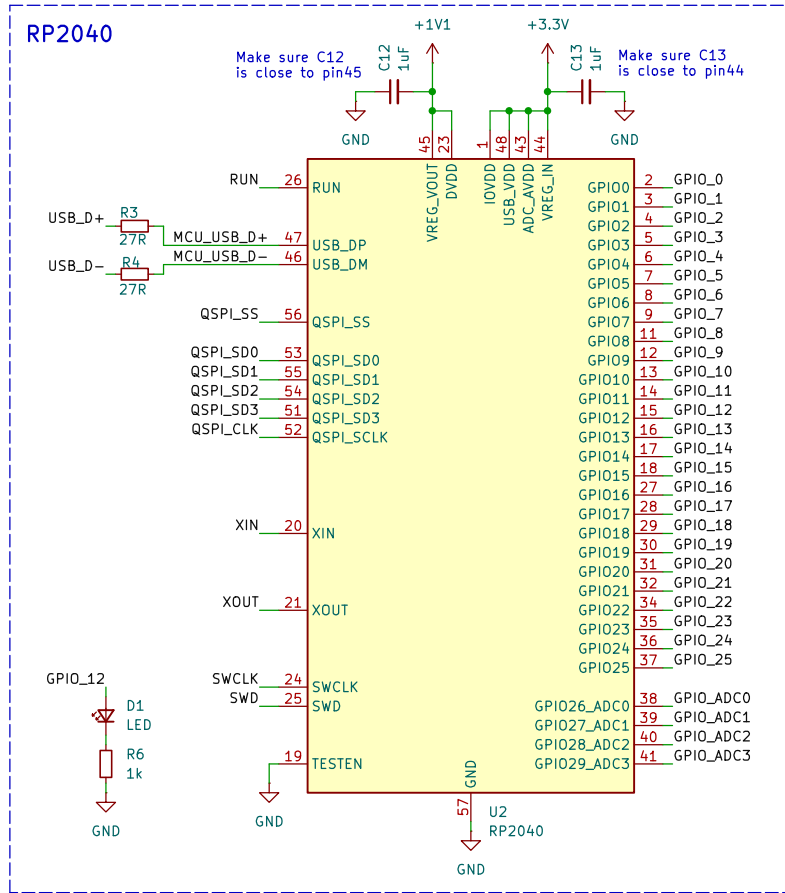 RP2040
+1V1
+3.3V
Make sure C12
is close to pin45
C12
1uF
C13
1uF
Make sure C13
is close to pin44
GND
GND
45
23
1
48
43
44
VREG_VOUT
DVDD
IOVDD
USB_VDD
ADC_AVDD
VREG_IN
RUN
26
RUN
USB_D+
R3
27R
MCU_USB_D+
47
USB_DP
USB_D-
R4
27R
MCU_USB_D-
46
USB_DM
QSPI_SS
56
QSPI_SS
QSPI_SD0
53
QSPI_SD0
QSPI_SD1
55
QSPI_SD1
QSPI_SD2
54
QSPI_SD2
QSPI_SD3
51
QSPI_SD3
QSPI_CLK
52
QSPI_SCLK
XIN
20
XIN
XOUT
21
XOUT
SWCLK
24
SWCLK
SWD
25
SWD
19
TESTEN
GND
GPIO0 2 GPIO_0
GPIO1 3 GPIO_1
GPIO2 4 GPIO_2
GPIO3 5 GPIO_3
GPIO4 6 GPIO_4
GPIO5 7 GPIO_5
GPIO6 8 GPIO_6
GPIO7 9 GPIO_7
GPIO8 11 GPIO_8
GPIO9 12 GPIO_9
GPIO10 13 GPIO_10
GPIO11 14 GPIO_11
GPIO12 15 GPIO_12
GPIO13 16 GPIO_13
GPIO14 17 GPIO_14
GPIO15 18 GPIO_15
GPIO16 27 GPIO_16
GPIO17 28 GPIO_17
GPIO18 29 GPIO_18
GPIO19 30 GPIO_19
GPIO20 31 GPIO_20
GPIO21 32 GPIO_21
GPIO22 34 GPIO_22
GPIO23 35 GPIO_23
GPIO24 36 GPIO_24
GPIO25 37 GPIO_25
GPIO26_ADC0 38 GPIO_ADC0
GPIO27_ADC1 39 GPIO_ADC1
GPIO28_ADC2 40 GPIO_ADC2
GPIO29_ADC3 41 GPIO_ADC3
GPIO_12
D1
LED
R6
1k
GND
GND
57
U2
RP2040
GND